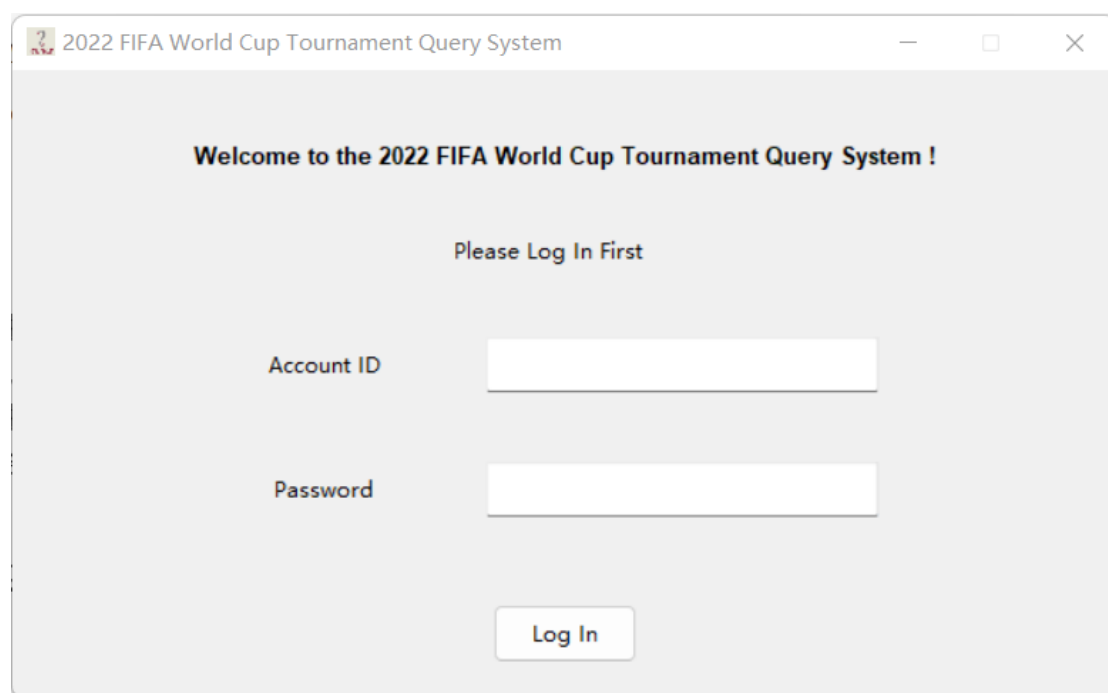 2022 FIFA World Cup Tournament Query System
Welcome to the 2022 FIFA World Cup Tournament Query System !
Please Log In First
Account ID
Password
Log In